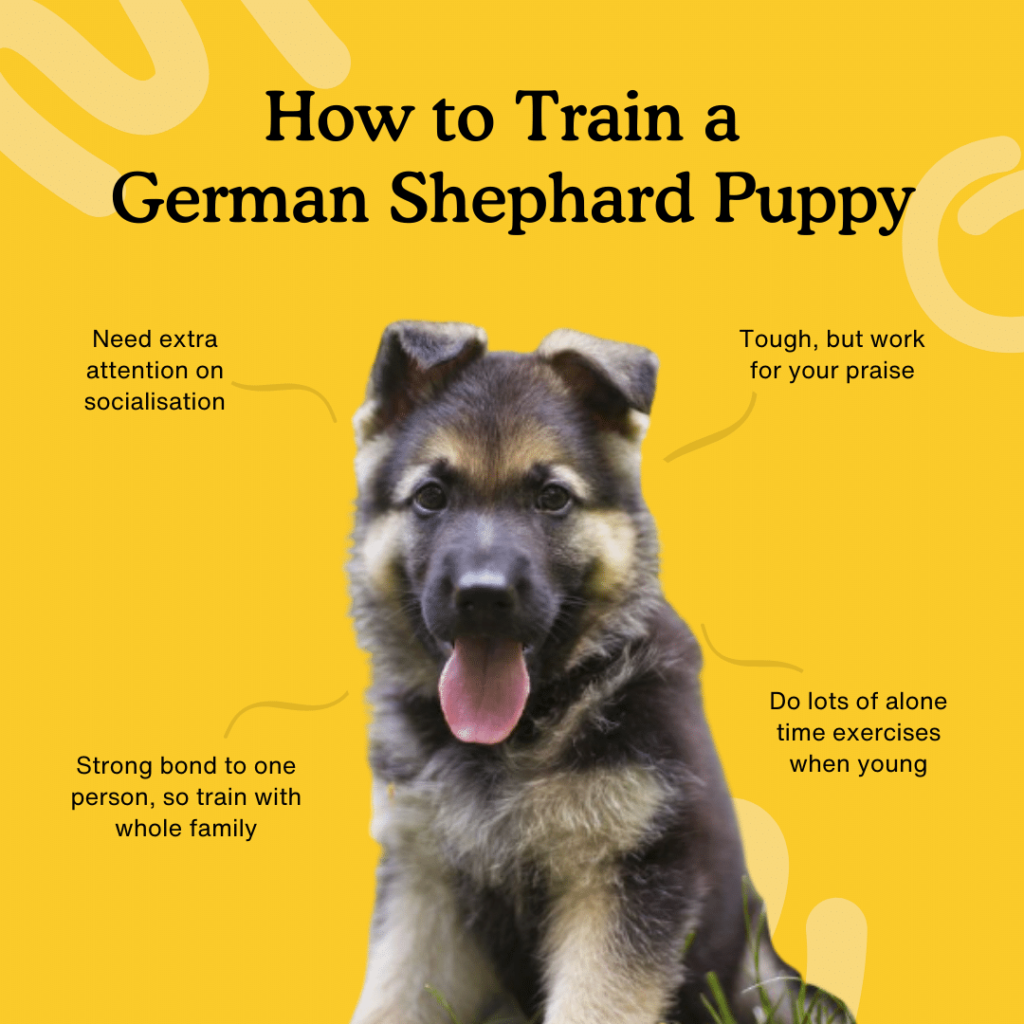 How to Train a
German Shephard Puppy
Need extra
attention on
socialisation
Tough, but work
for your praise
Do lots of alone
time exercises
when young
Strong bond to one
person, so train with
whole family